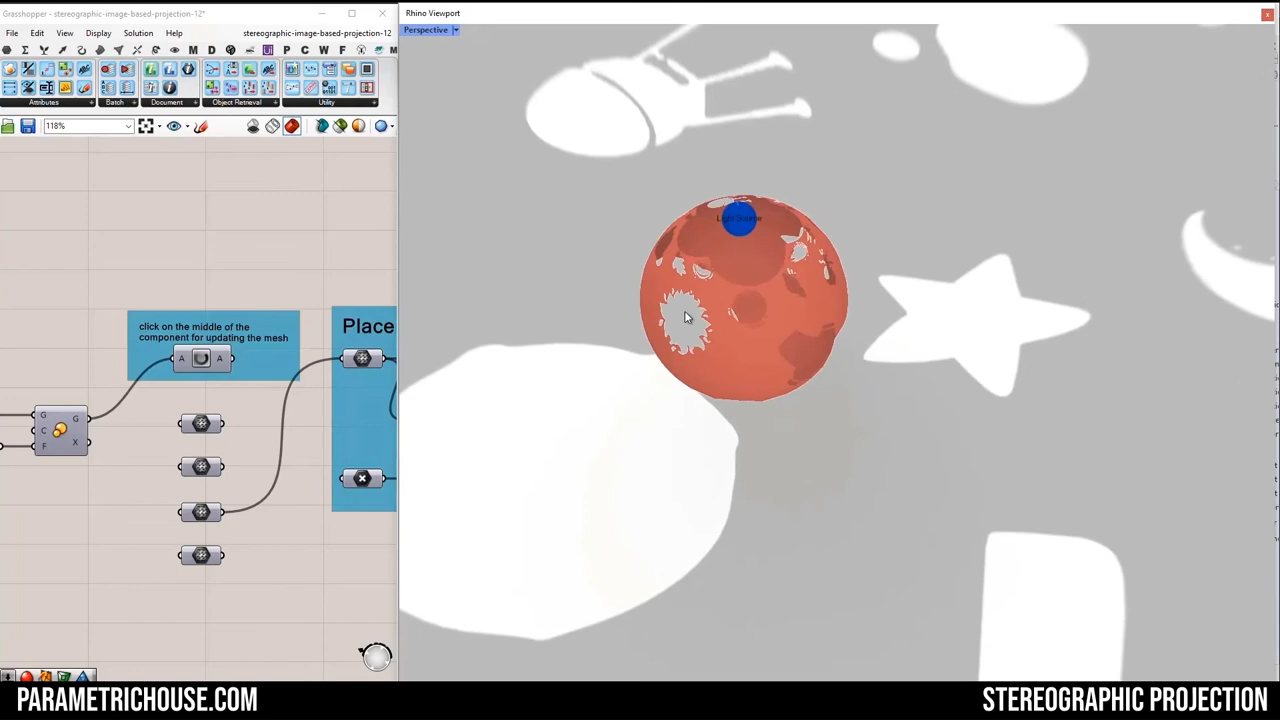 Grasshopper - stereographic-image-based-projection-12*
Rhino Viewport
File Edit View Display Solution Help
stereographic-image-based-projection-12
Perspective
M D U P C W F M
Attributes
Batch
Document
Object Retrieval
Utility
118%
Light Source
click on the middle of the
component for updating the mesh
Place
A A
G G
C
F X
PARAMETRICHOUSE.COM
STEREOGRAPHIC PROJECTION